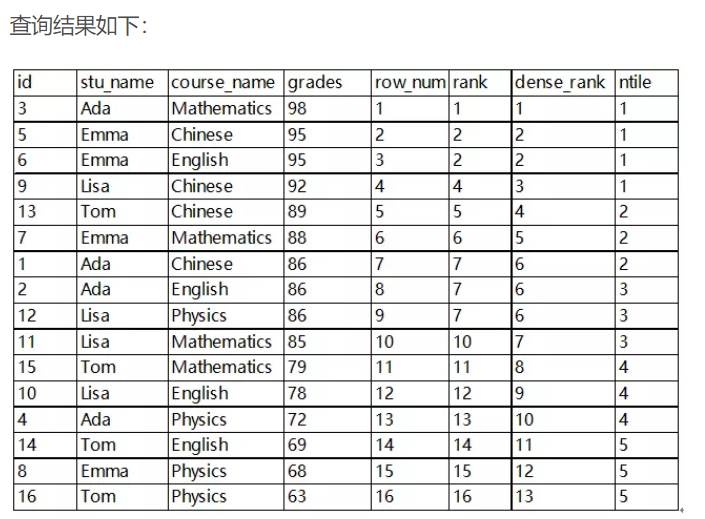 查询结果如下：
id stu_name course_name grades row_num rank dense_rank ntile
3 Ada Mathematics 98 1 1 1 1
5 Emma Chinese 95 2 2 2 1
6 Emma English 95 3 2 2 1
9 Lisa Chinese 92 4 4 3 1
13 Tom Chinese 89 5 5 4 2
7 Emma Mathematics 88 6 6 5 2
1 Ada Chinese 86 7 7 6 2
2 Ada English 86 8 7 6 3
12 Lisa Physics 86 9 7 6 3
11 Lisa Mathematics 85 10 10 7 3
15 Tom Mathematics 79 11 11 8 4
10 Lisa English 78 12 12 9 4
4 Ada Physics 72 13 13 10 4
14 Tom English 69 14 14 11 5
8 Emma Physics 68 15 15 12 5
16 Tom Physics 63 16 16 13 5